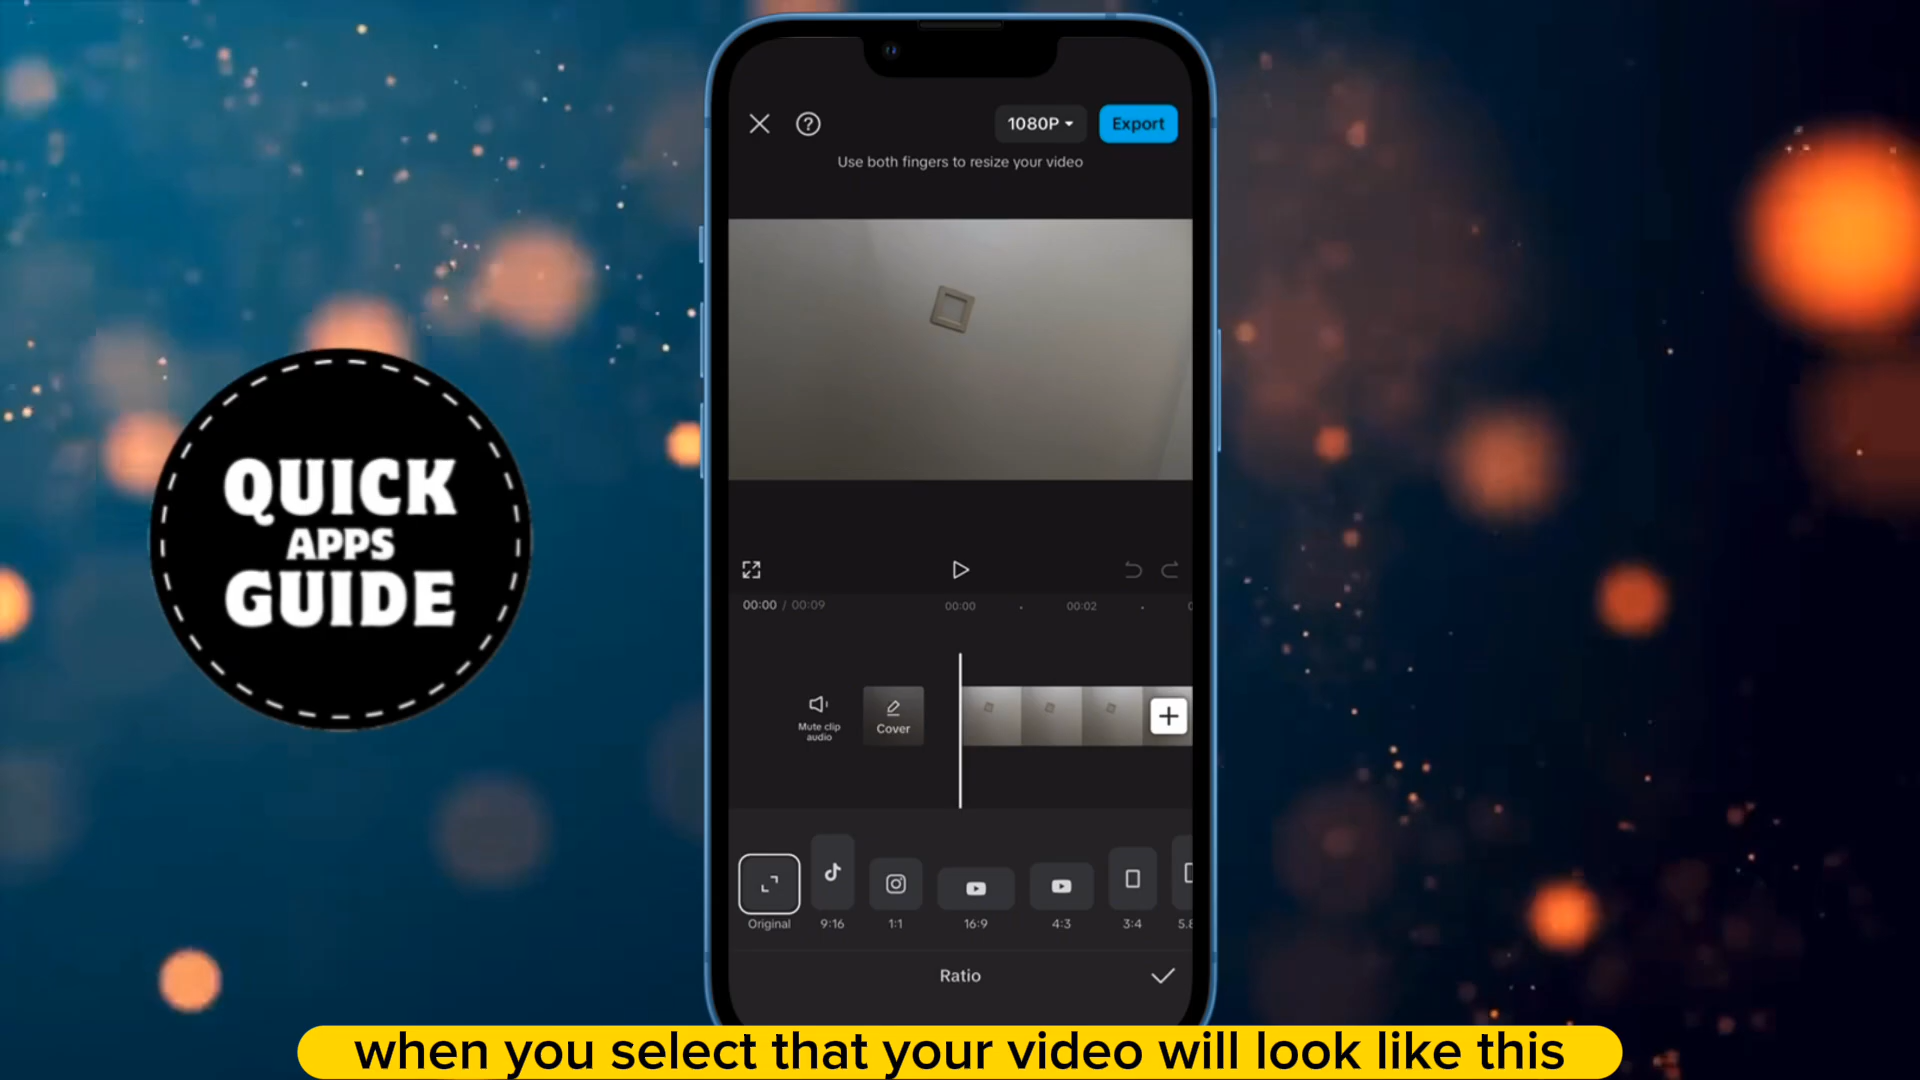 QUICK
APPS
GUIDE
1080P
Export
Use both fingers to resize your video
00:00 / 00:09
00:00
00:02
Mute clip
audio
Cover
Original
9:16
1:1
16:9
4:3
3:4
Ratio
when you select that your video will look like this